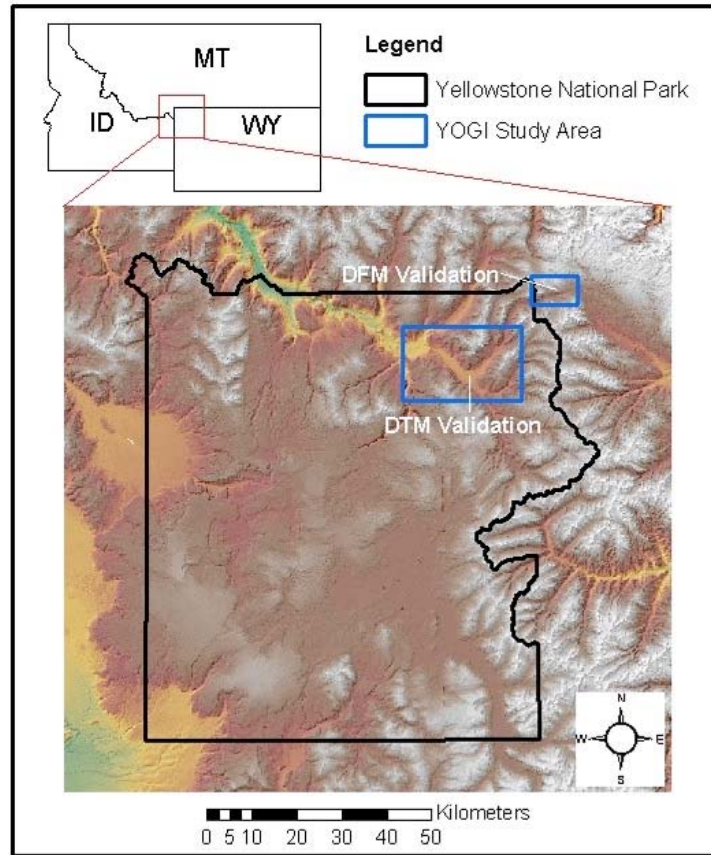 MT
ID
WY
Legend
Yellowstone National Park
YOGI Study Area
DFM Validation
DTM Validation
N
W
E
S
Kilometers
0 5 10 20 30 40 50